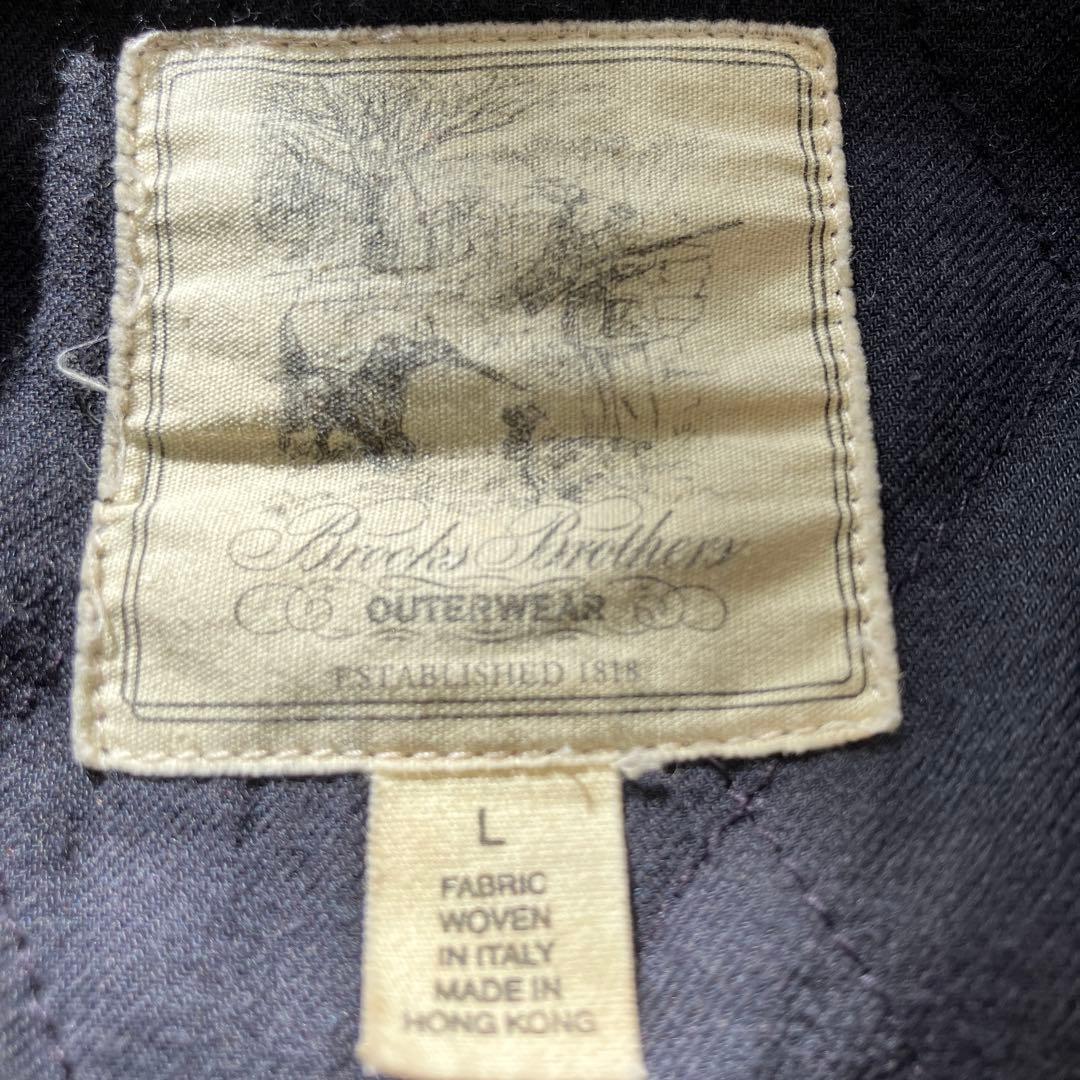 Brooks Brothers
OUTERWEAR
ESTABLISHED 1818
L
FABRIC
WOVEN
IN ITALY
MADE IN
HONG KONG